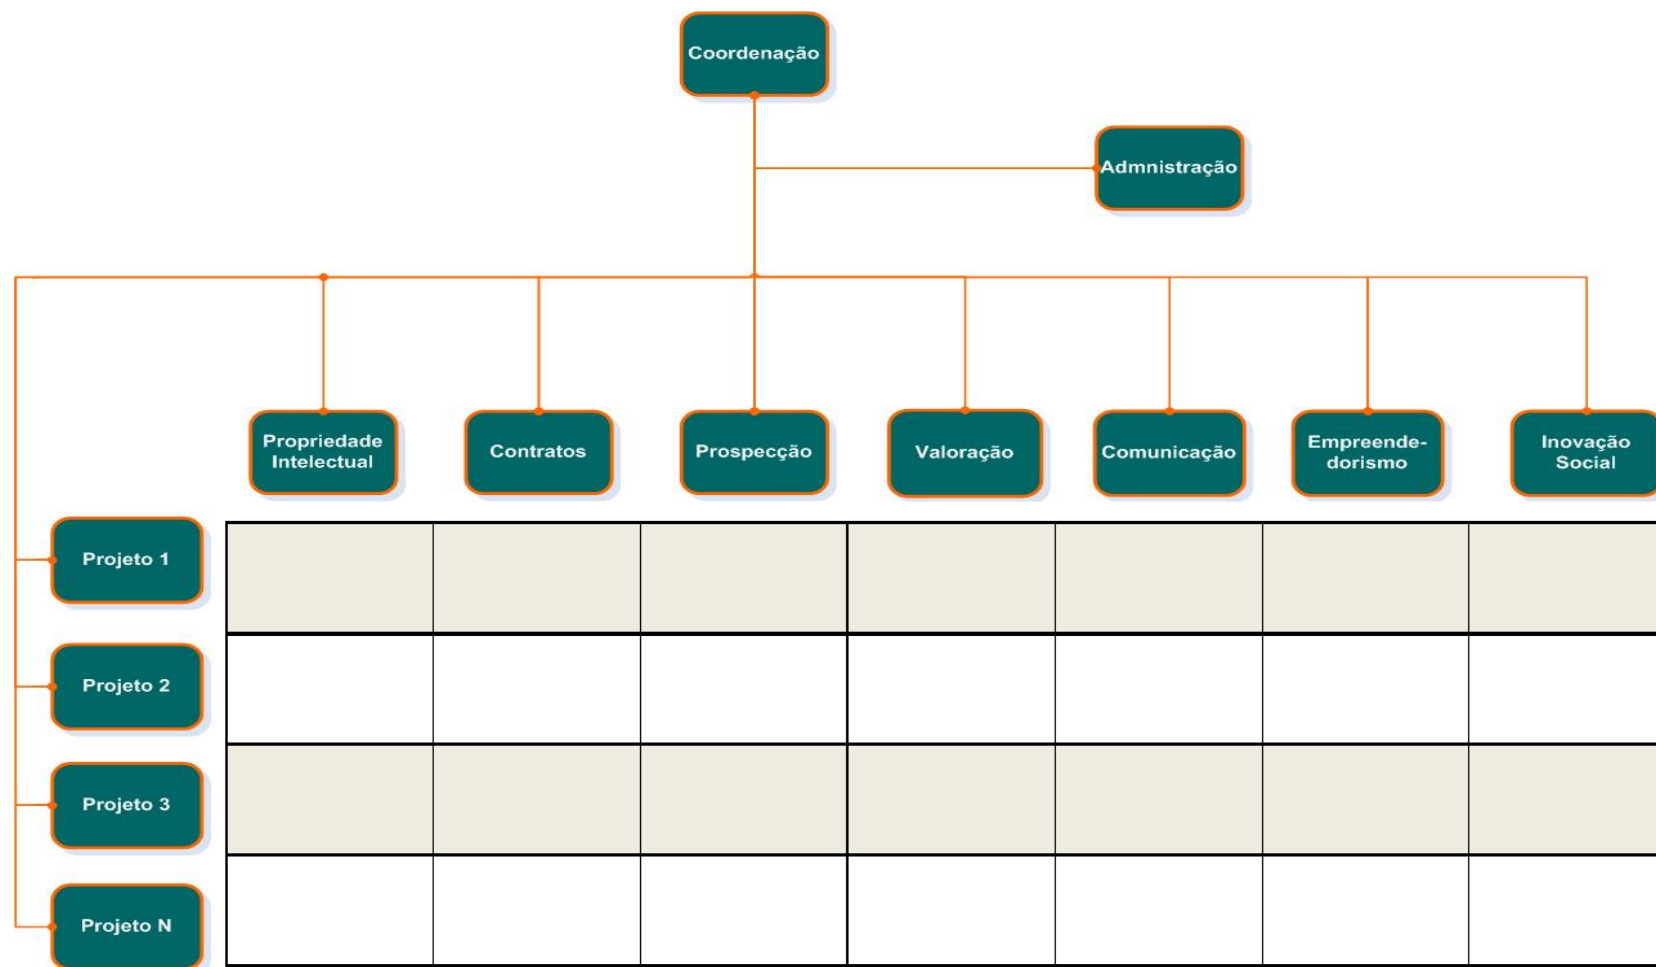 Coordenação
Admnistração
Propriedade
Intelectual
Contratos
Prospecção
Valoração
Comunicação
Empreende-
dorismo
Inovação
Social
Projeto 1
Projeto 2
Projeto 3
Projeto N